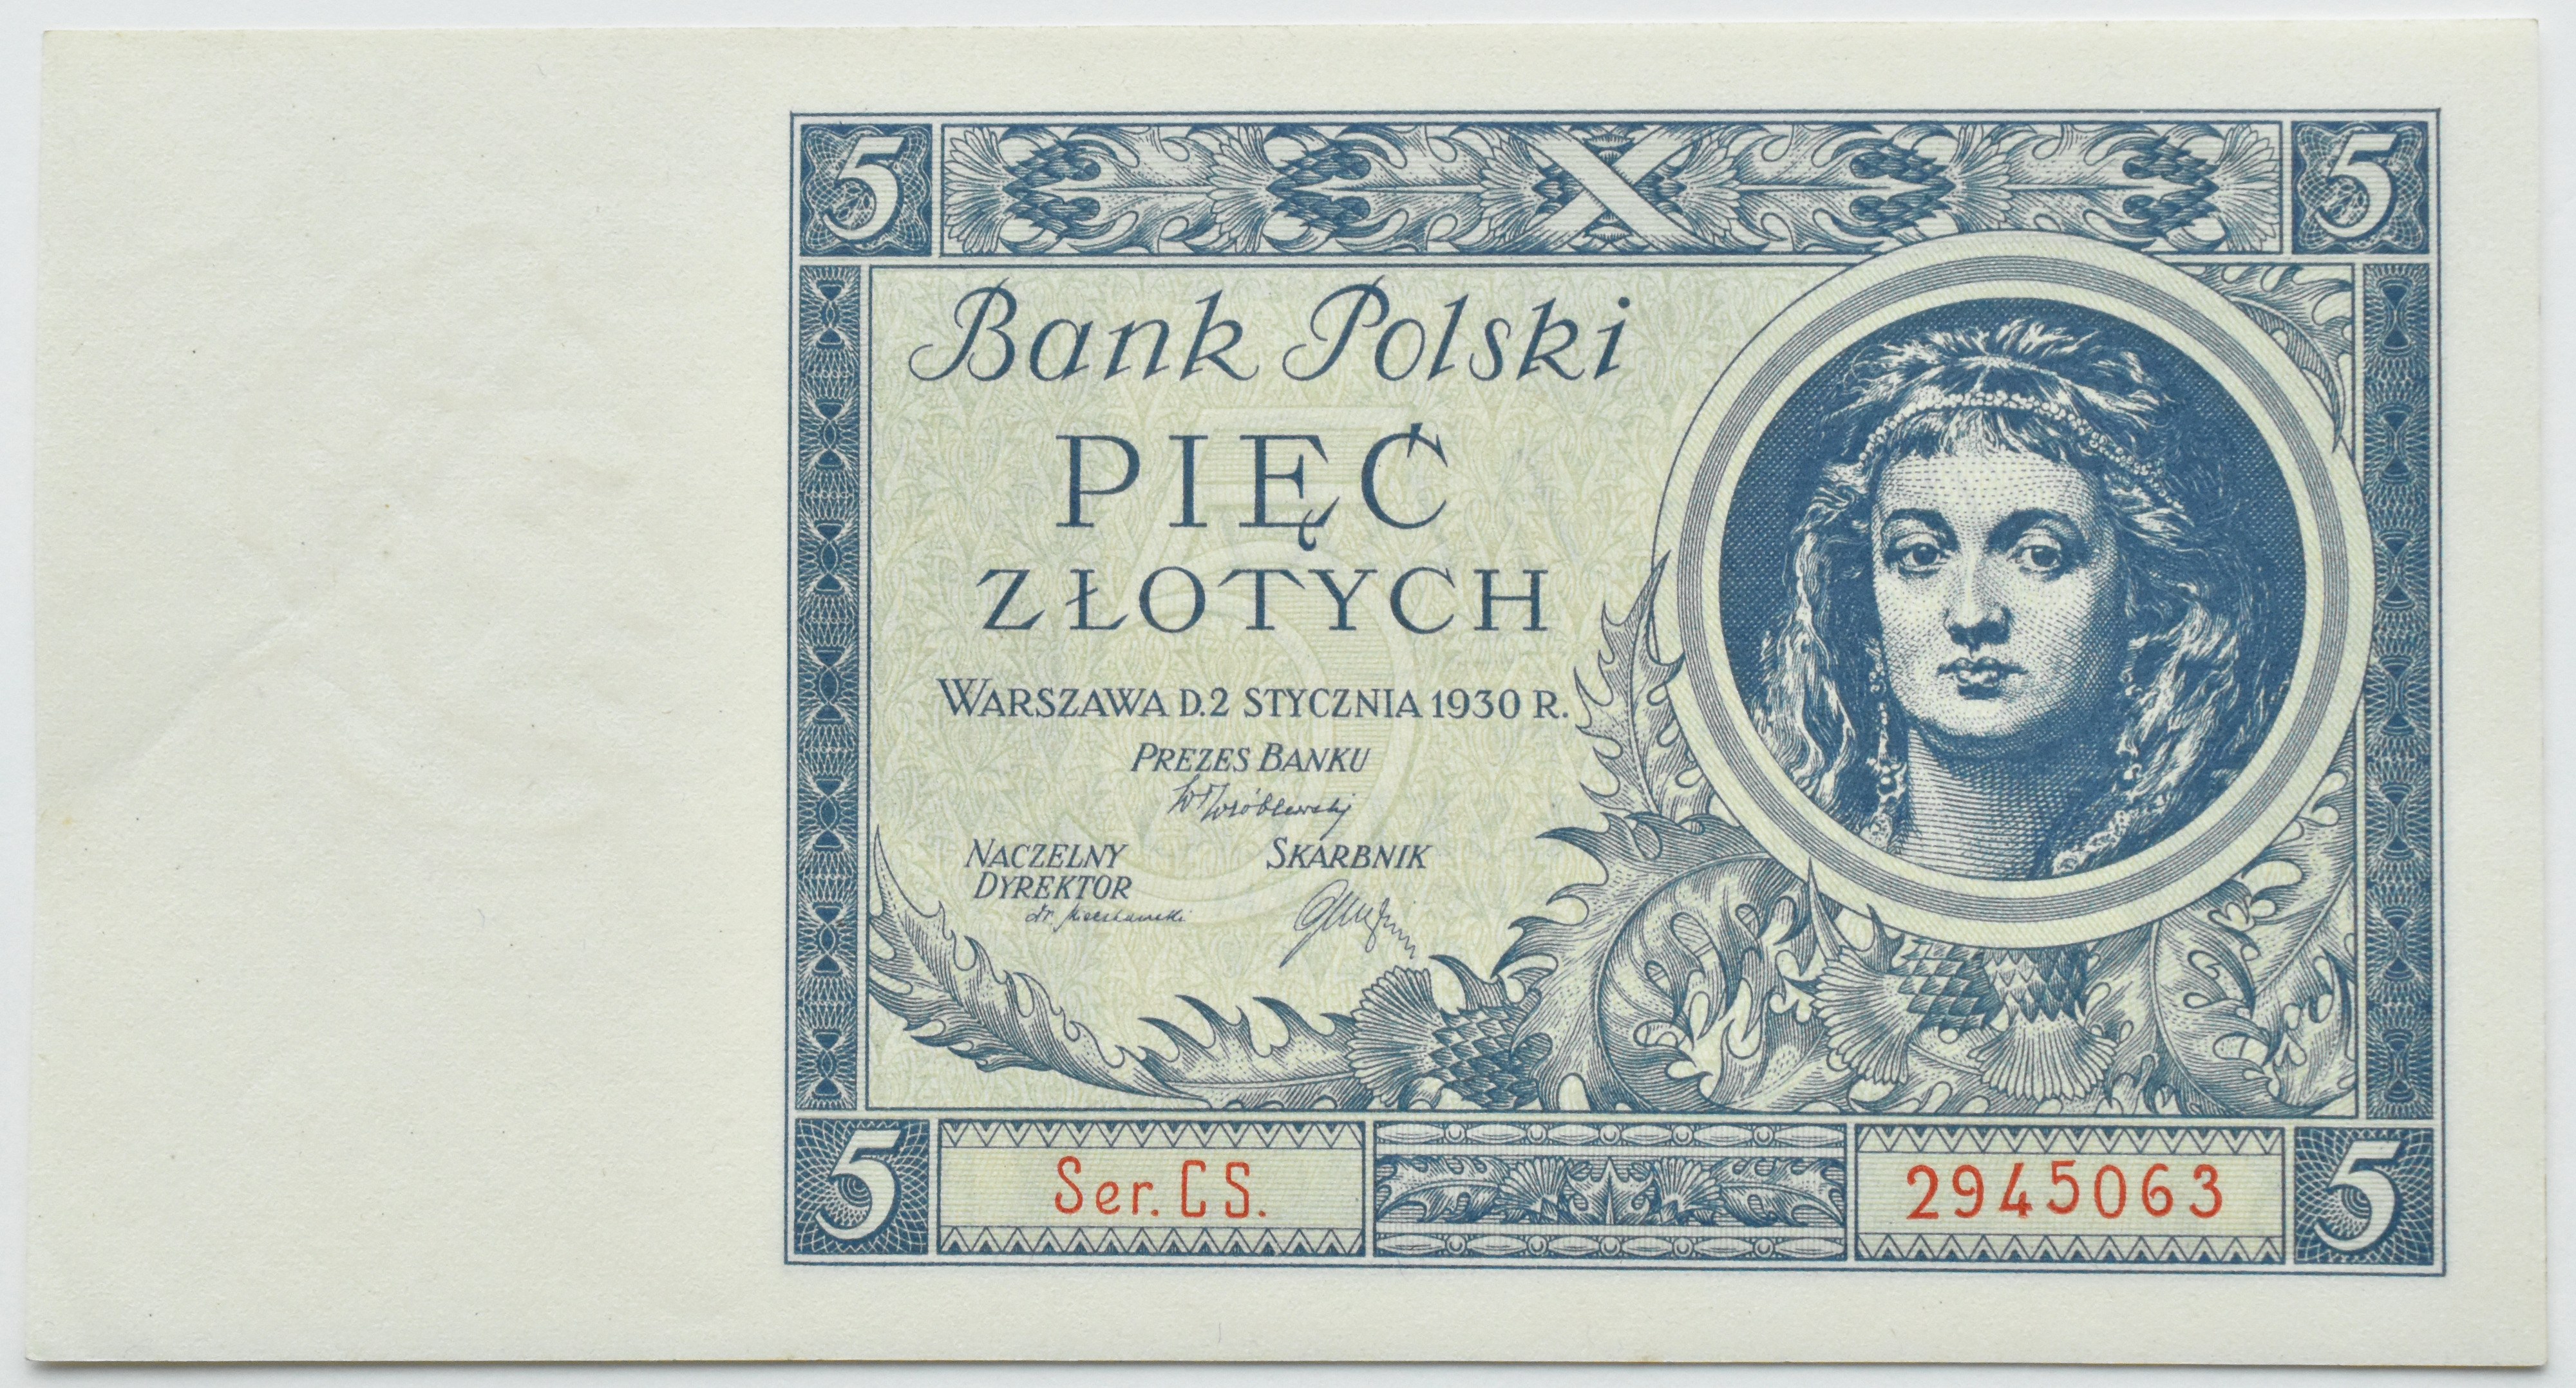 5 5
Bank Polski
PIĘĆ
ZŁOTYCH
WARSZAWA D. 2 STYCZNIA 1930 R.
PREZES BANKU
Wróblewski
NACZELNY SKARBNIK
DYREKTOR
5 Ser. CS. 2945063 5